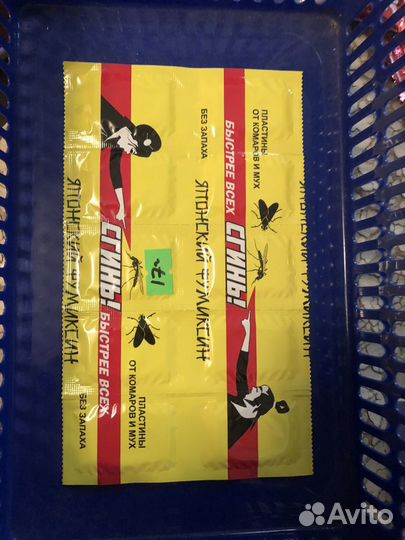 ПЛАСТИНЫ
ОТ КОМАРОВ И МУХ
БЕЗ ЗАПАХА
БЫСТРЕЕ ВСЕХ
СГИНЬ!
ЯПОНСКИЙ ФУМИКСИН
ЯПОНСКИЙ ФУМИКСИН
СГИНЬ!
БЫСТРЕЕ ВСЕХ
ПЛАСТИНЫ
ОТ КОМАРОВ И МУХ
БЕЗ ЗАПАХА
Avito